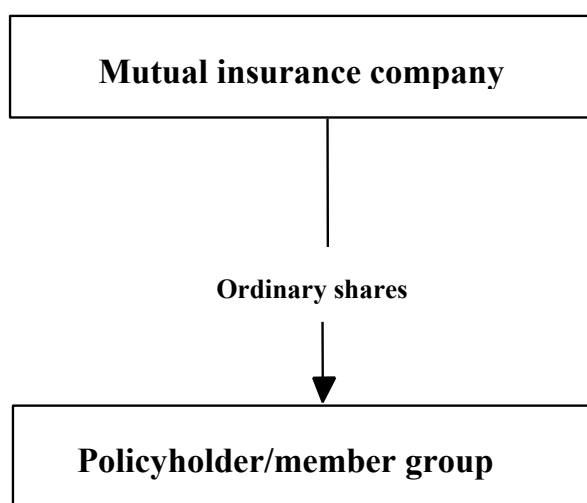 Mutual insurance company
Ordinary shares
Policyholder/member group